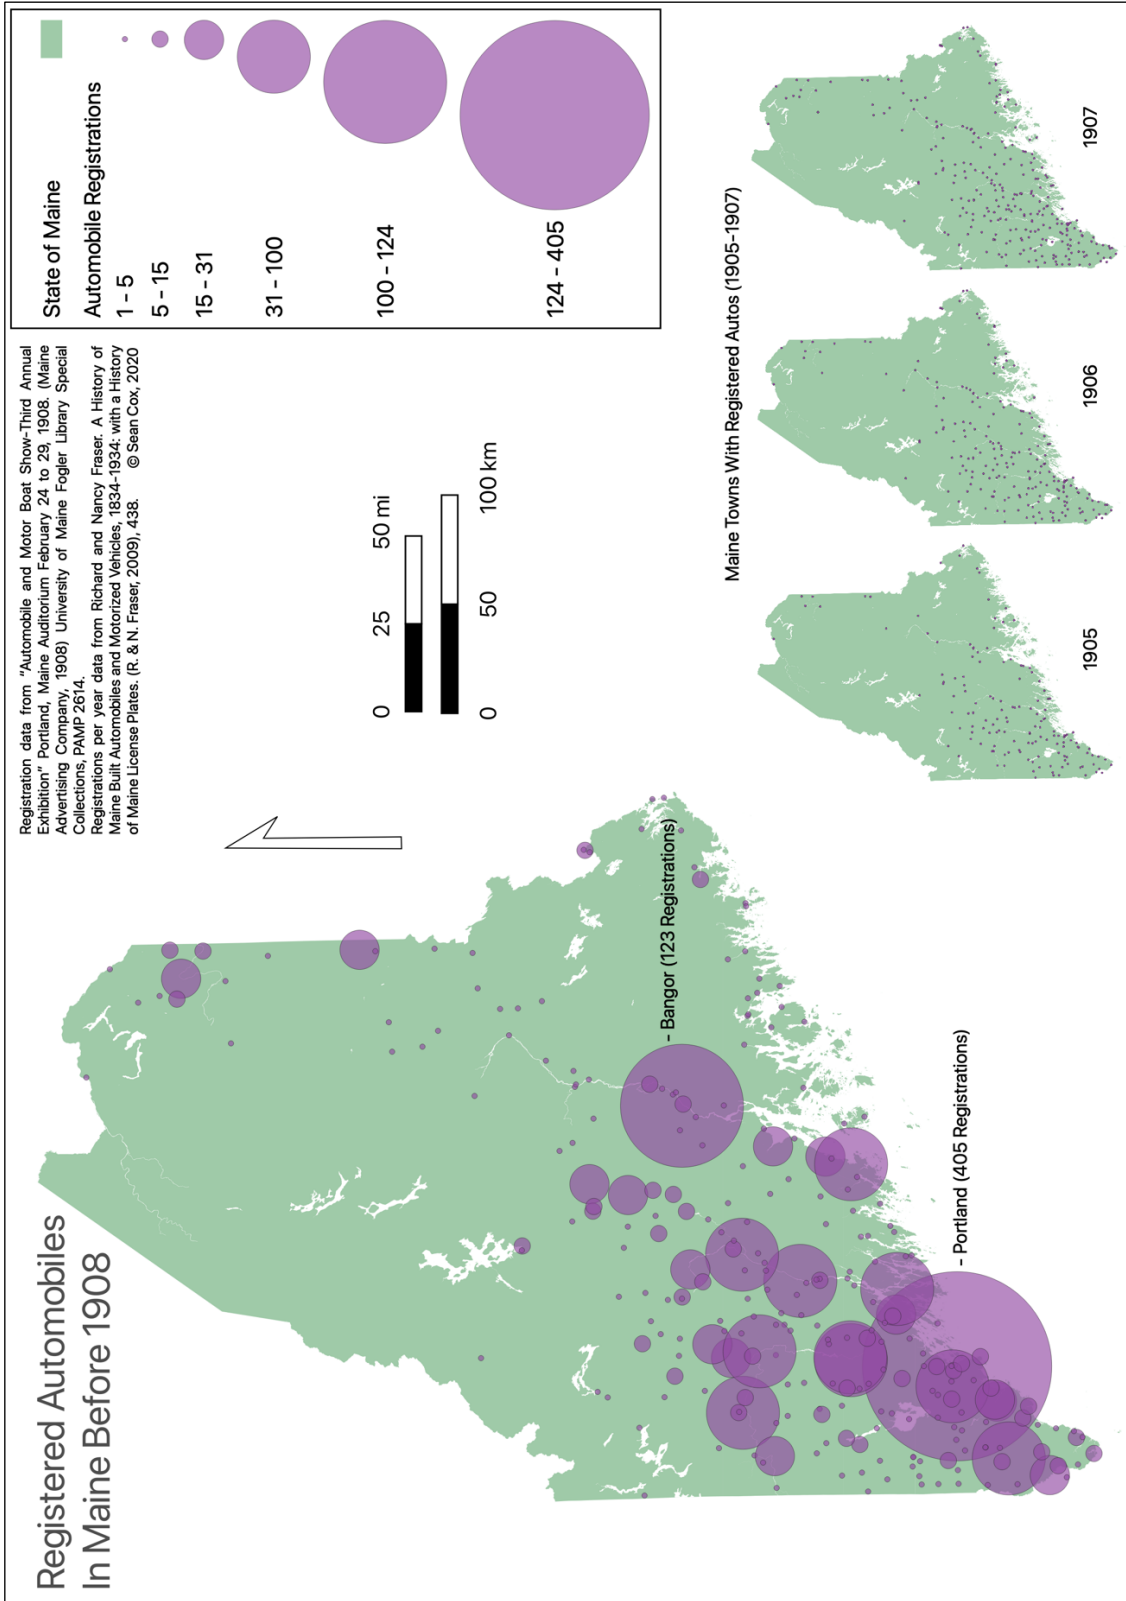 Registered Automobiles
In Maine Before 1908
Registration data from "Automobile and Motor Boat Show-Third Annual
Exhibition" Portland, Maine Auditorium February 24 to 29, 1908. (Maine
Advertising Company, 1908) University of Maine Fogler Library Special
Collections, PAMP 2614.
Registrations per year data from Richard and Nancy Fraser. A History of
Maine Built Automobiles and Motorized Vehicles, 1834-1934: with a History
of Maine License Plates. (R. & N. Fraser, 2009), 438. © Sean Cox, 2020
State of Maine
Automobile Registrations
1 - 5
5 - 15
15 - 31
31 - 100
100 - 124
124 - 405
0 25 50 mi
0 50 100 km
- Bangor (123 Registrations)
- Portland (405 Registrations)
Maine Towns With Registered Autos (1905-1907)
1905
1906
1907